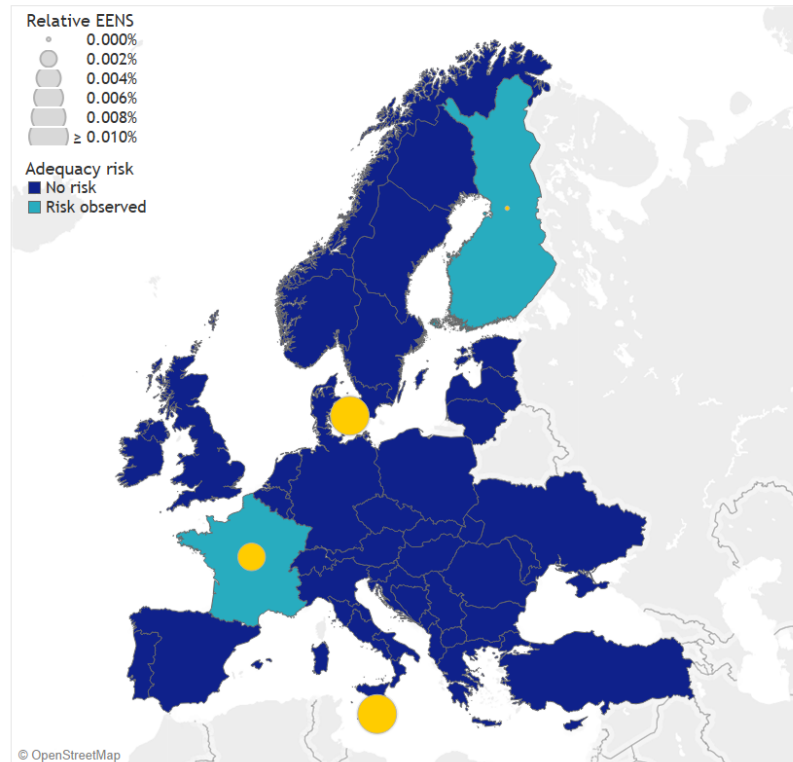 Relative EENS
0.000%
0.002%
0.004%
0.006%
0.008%
≥ 0.010%
Adequacy risk
No risk
Risk observed
© OpenStreetMap